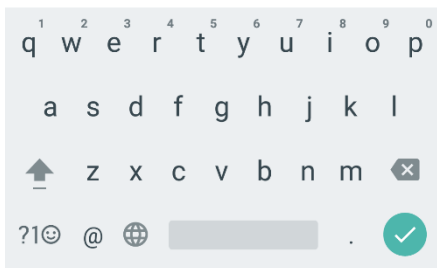 1 2 3 4 5 6 7 8 9 0
q w e r t y u i o p
a s d f g h j k l
z x c v b n m
?1☺ @ .